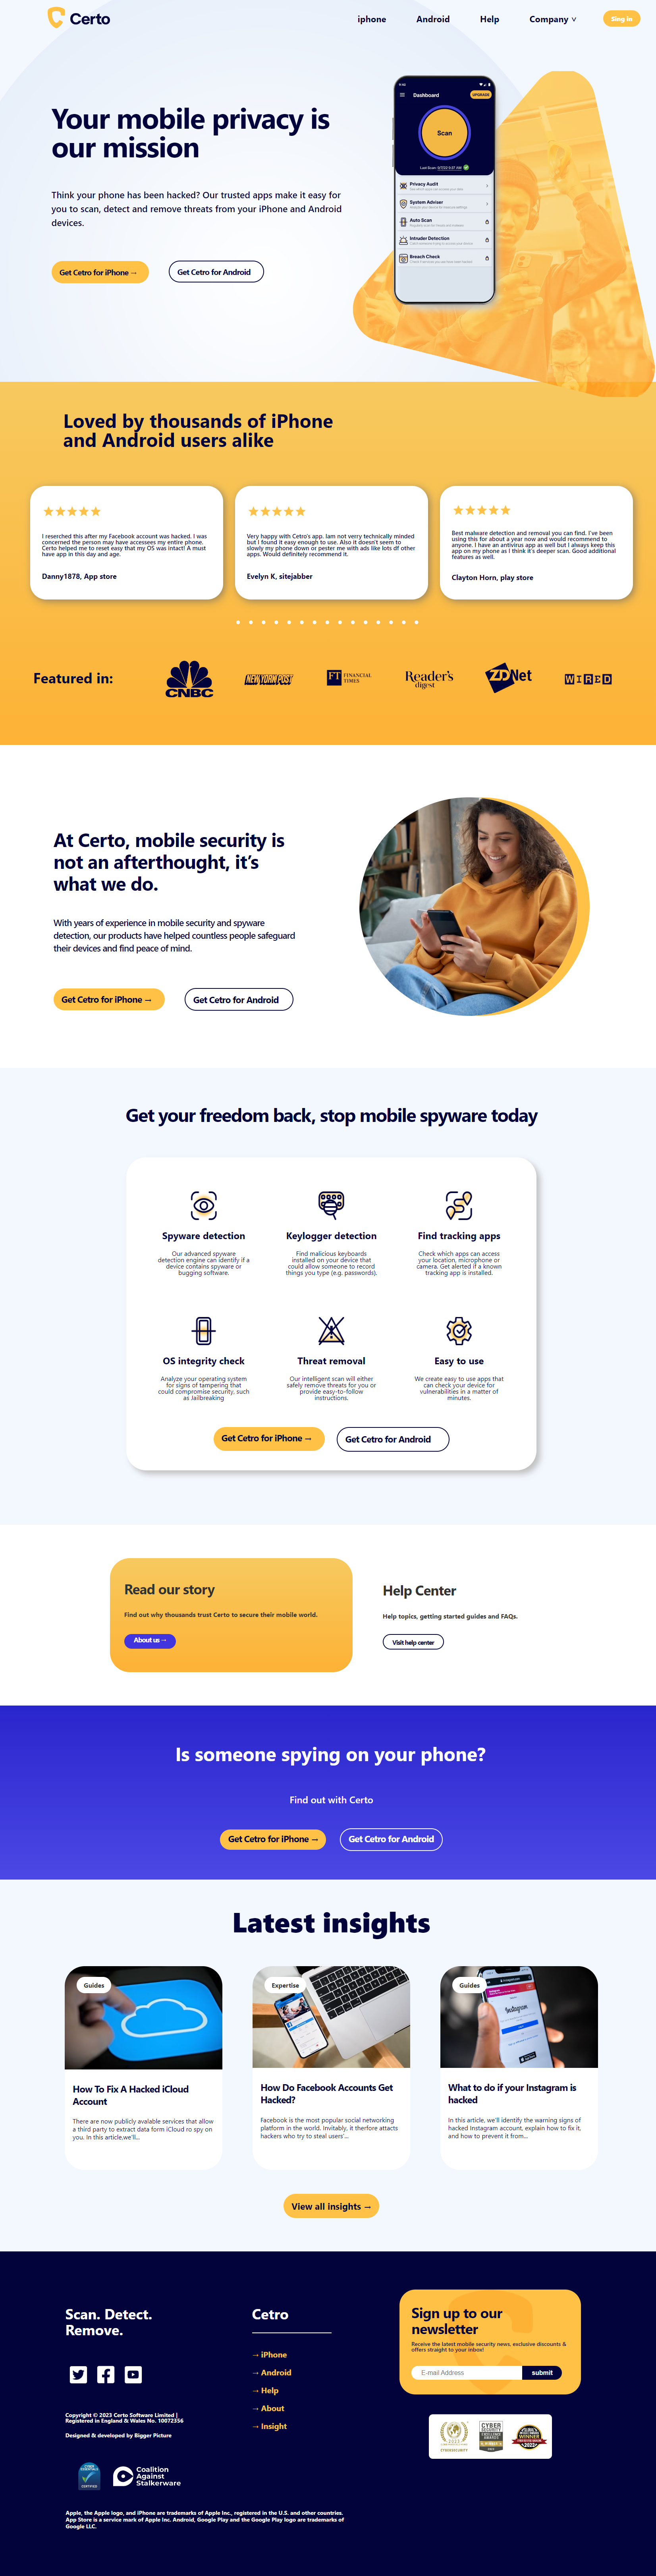 Certo
iphone
Android
Help
Company v
Sing in
Your mobile privacy is
our mission
Think your phone has been hacked? Our trusted apps make it easy for
you to scan, detect and remove threats from your iPhone and Android
devices.
Get Cetro for iPhone →
Get Cetro for Android
Dashboard
UPGRADE
Scan
Privacy Audit
System Adviser
Auto Scan
Intruder Detection
Breach Check
Loved by thousands of iPhone
and Android users alike
I reserched this after my Facebook account was hacked. I was
concerned the person may have accessees my entire phone.
Certo helped me to reset easy that my OS was intact! A must
have app in this day and age.
Danny1878, App store
Very happy with Cetro's app. Iam not verry technically minded
but I found it easy enough to use. Also it doesn't seem to
slowly my phone down or pester me with ads like lots df other
apps. Would definitely recommend it.
Evelyn K, sitejabber
Best malware detection and removal you can find. I've been
using this for about a year now and would recommend to
anyone. I have an antivirus app as well but I always keep this
app on my phone as I think it's deeper scan. Good additional
features as well.
Clayton Horn, play store
Featured in:
CNBC
NEW YORK POST
FT FINANCIAL
TIMES
Reader's
digest
ZDNet
WIRED
At Certo, mobile security is
not an afterthought, it's
what we do.
With years of experience in mobile security and spyware
detection, our products have helped countless people safeguard
their devices and find peace of mind.
Get Cetro for iPhone →
Get Cetro for Android
Get your freedom back, stop mobile spyware today
Spyware detection
Our advanced spyware
detection engine can identify if a
device contains spyware or
bugging software.
Keylogger detection
Find malicious keyboards
installed on your device that
could allow someone to record
things you type (e.g. passwords).
Find tracking apps
Check which apps can access
your location, microphone or
camera. Get alerted if a known
tracking app is installed.
OS integrity check
Analyze your operating system
for signs of tampering that
could compromise security, such
as Jailbreaking
Threat removal
Our intelligent scan will either
safely remove threats for you or
provide easy-to-follow
instructions.
Easy to use
We create easy to use apps that
can check your device for
vulnerabilities in a matter of
minutes.
Get Cetro for iPhone →
Get Cetro for Android
Read our story
Find out why thousands trust Certo to secure their mobile world.
About us →
Help Center
Help topics, getting started guides and FAQs.
Visit help center
Is someone spying on your phone?
Find out with Certo
Get Cetro for iPhone →
Get Cetro for Android
Latest insights
Guides
How To Fix A Hacked iCloud
Account
There are now publicly avalable services that allow
a third party to extract data form iCloud ro spy on
you. In this article,we'll...
Expertise
How Do Facebook Accounts Get
Hacked?
Facebook is the most popular social networking
platform in the world. Invitably, it therfore attacts
hackers who try to steal users'...
Guides
Instagram
What to do if your Instagram is
hacked
In this article, we'll identify the warning signs of
hacked Instagram account, explain how to fix it,
and how to prevent it from...
View all insights →
Scan. Detect.
Remove.
Copyright © 2023 Certo Software Limited |
Registered in England & Wales No. 10072356
Designed & developed by Bigger Picture
CERTIFIED
Coalition
Against
Stalkerware
Apple, the Apple logo, and iPhone are trademarks of Apple Inc., registered in the U.S. and other countries.
App Store is a service mark of Apple Inc. Android, Google Play and the Google Play logo are trademarks of
Google LLC.
Cetro
→ iPhone
→ Android
→ Help
→ About
→ Insight
Sign up to our
newsletter
Receive the latest mobile security news, exclusive discounts &
offers straight to your inbox!
E-mail Address
submit